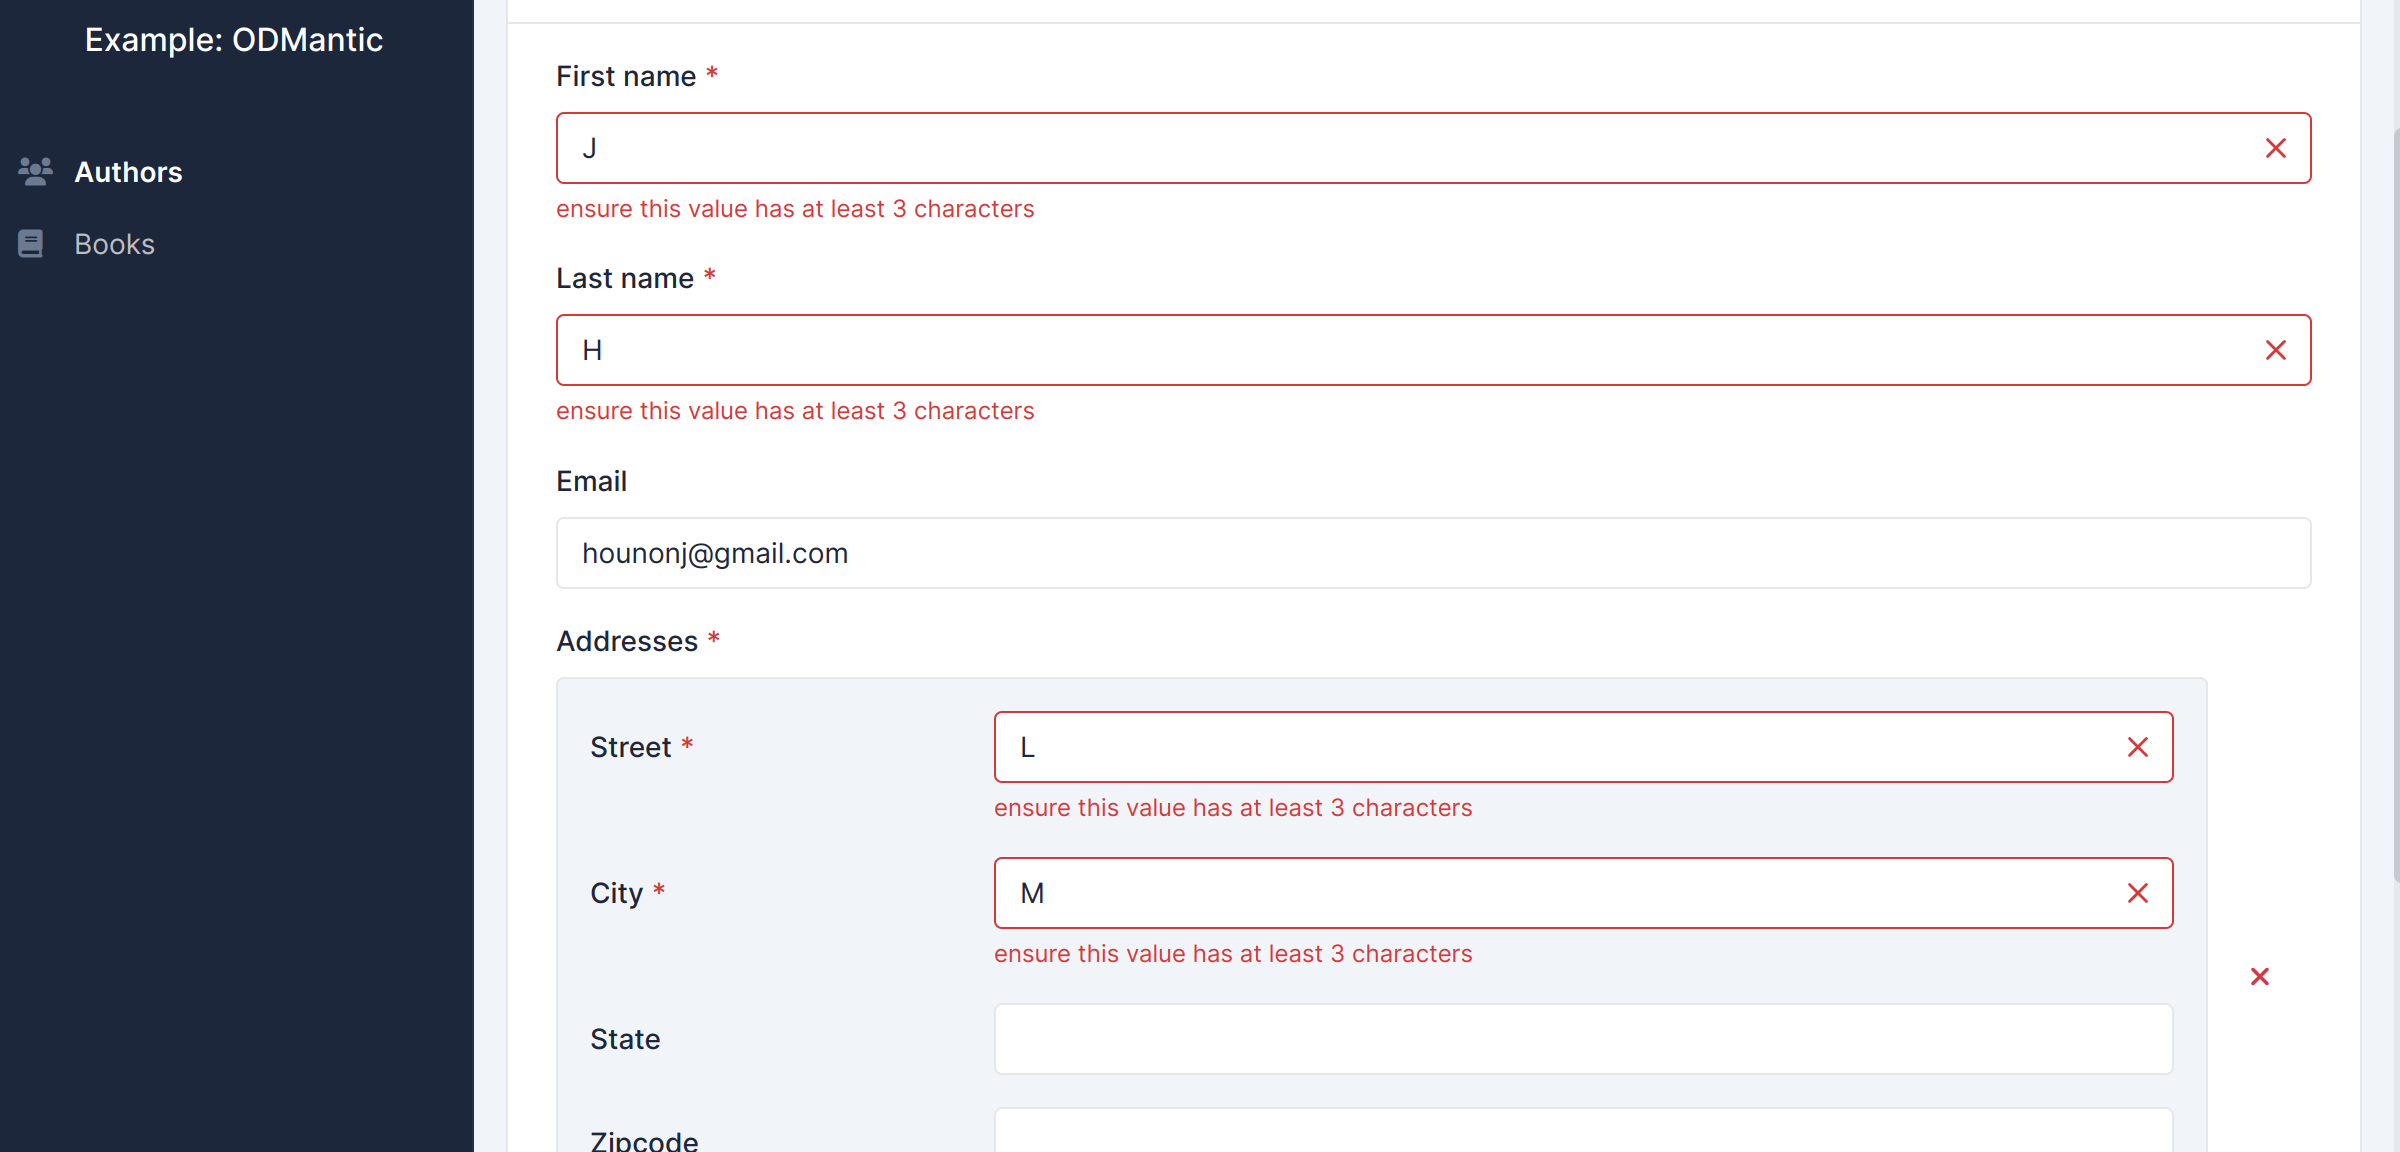 Example: ODMantic
Authors
Books
First name *
J
ensure this value has at least 3 characters
Last name *
H
ensure this value has at least 3 characters
Email
hounonj@gmail.com
Addresses *
Street *
L
ensure this value has at least 3 characters
City *
M
ensure this value has at least 3 characters
State
Zipcode